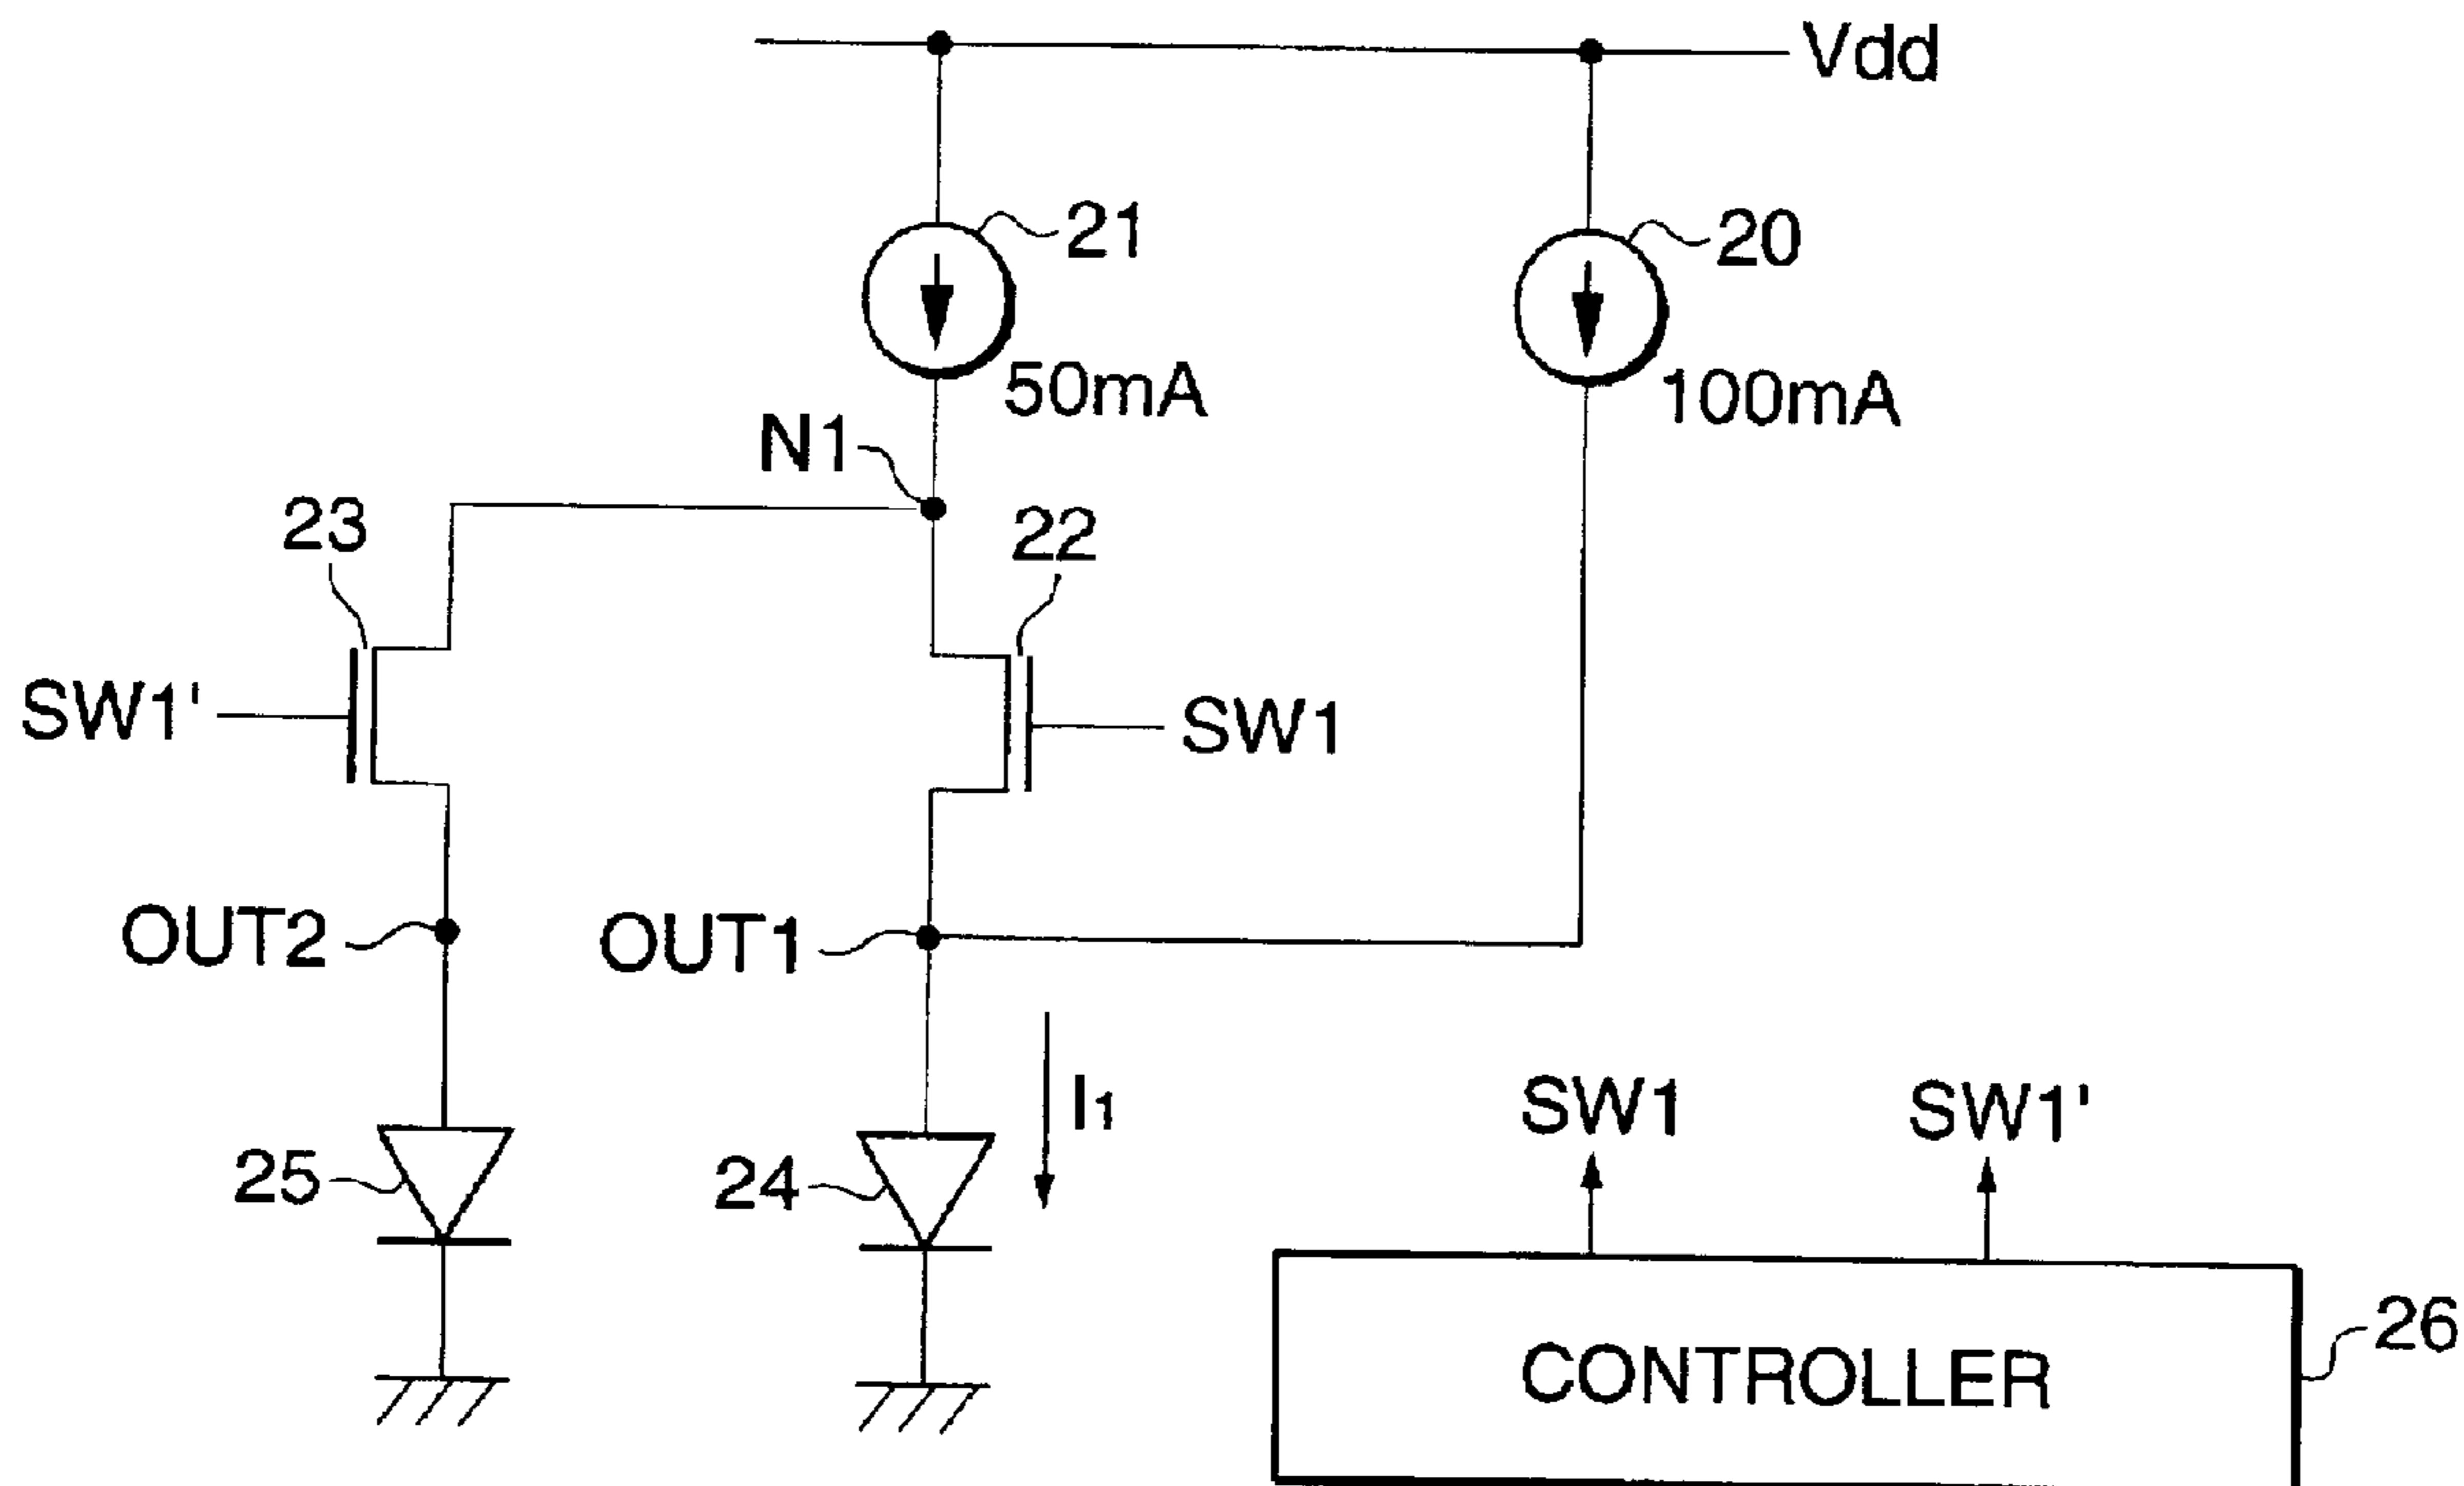 Vdd
21
20
50mA
100mA
N1
23
22
SW1'
SW1
OUT2
OUT1
I1
SW1
SW1'
25
24
26
CONTROLLER